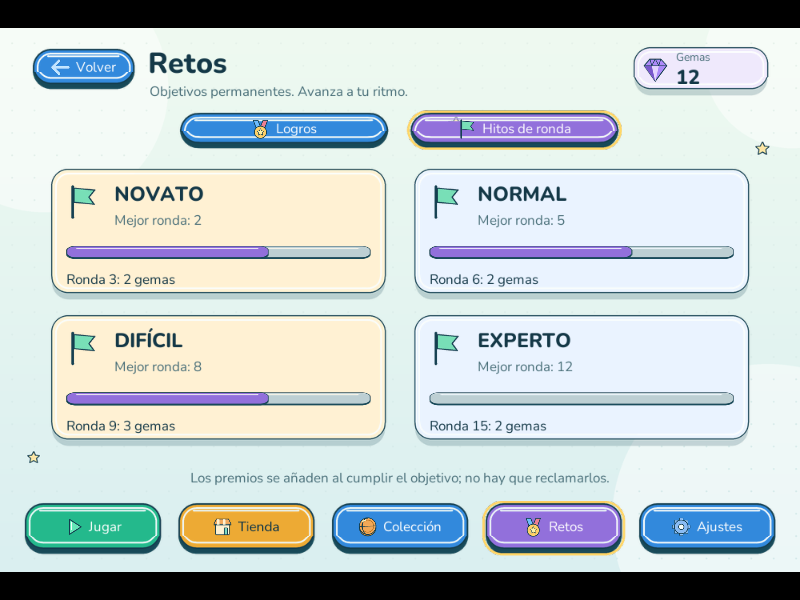 Volver
Retos
Objetivos permanentes. Avanza a tu ritmo.
Gemas
12
Logros
Hitos de ronda
NOVATO
Mejor ronda: 2
Ronda 3: 2 gemas
NORMAL
Mejor ronda: 5
Ronda 6: 2 gemas
DIFÍCIL
Mejor ronda: 8
Ronda 9: 3 gemas
EXPERTO
Mejor ronda: 12
Ronda 15: 2 gemas
Los premios se añaden al cumplir el objetivo; no hay que reclamarlos.
Jugar
Tienda
Colección
Retos
Ajustes